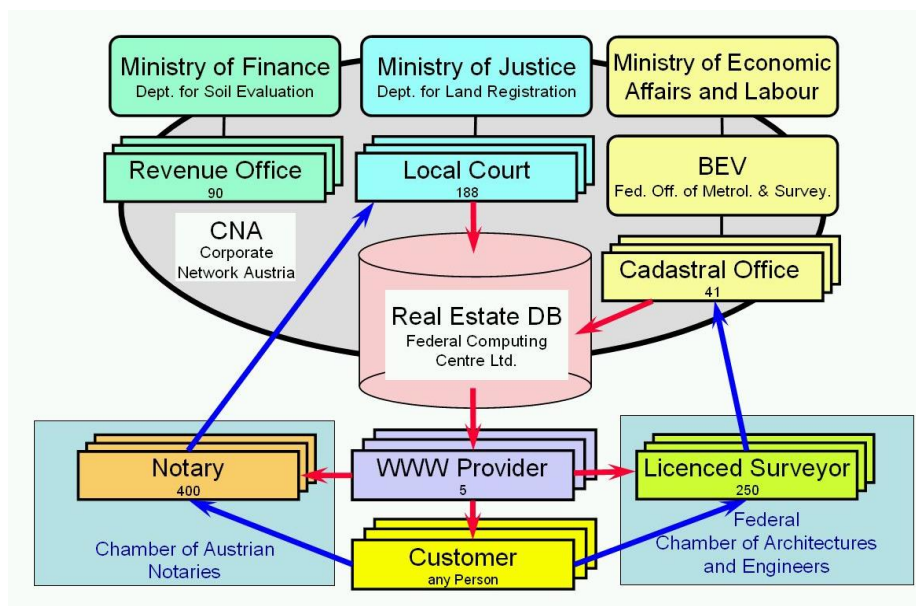 Ministry of Finance
Dept. for Soil Evaluation
Ministry of Justice
Dept. for Land Registration
Ministry of Economic
Affairs and Labour
Revenue Office
90
Local Court
188
BEV
Fed. Off. of Metrol. & Survey.
CNA
Corporate
Network Austria
Cadastral Office
41
Real Estate DB
Federal Computing
Centre Ltd.
Notary
400
WWW Provider
5
Licenced Surveyor
250
Chamber of Austrian
Notaries
Customer
any Person
Federal
Chamber of Architectures
and Engineers